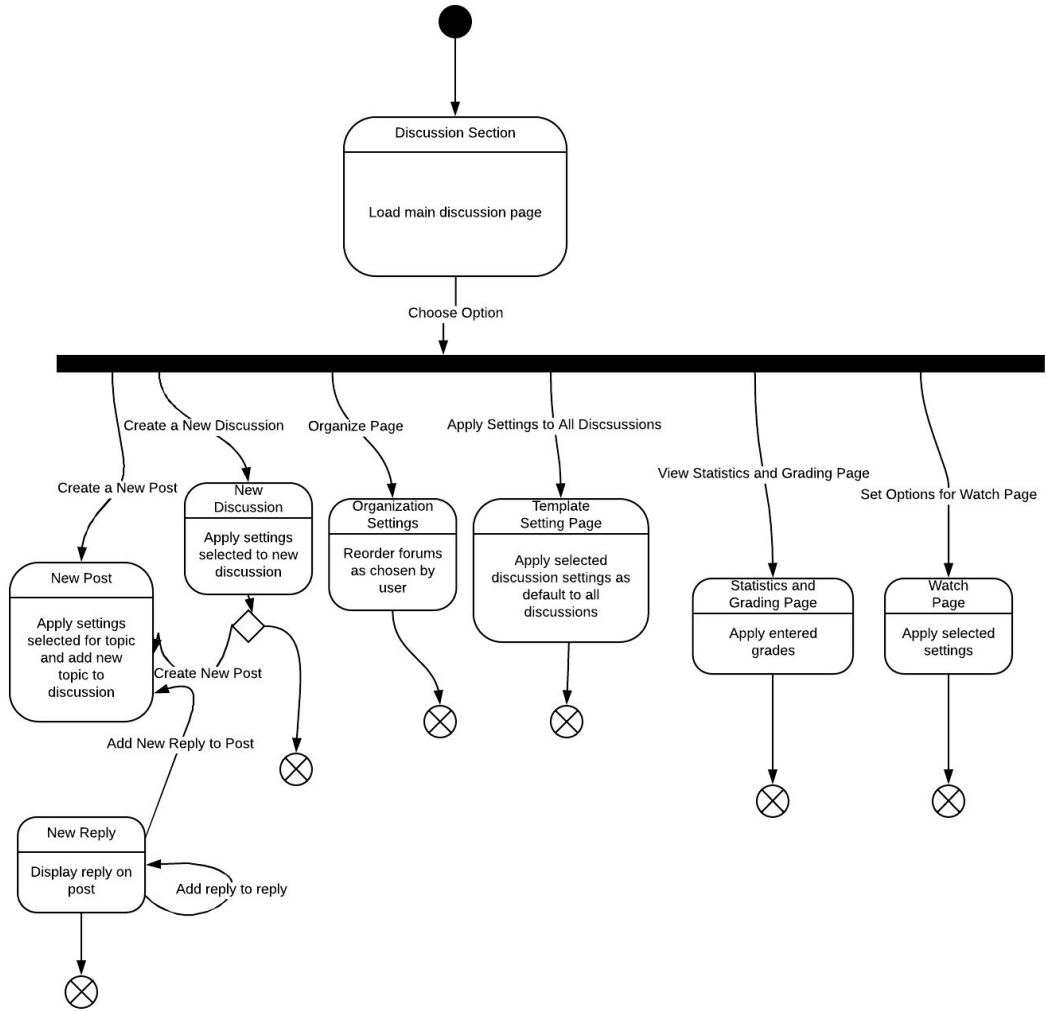 Discussion Section
Load main discussion page
Choose Option
Create a New Discussion
Organize Page
Apply Settings to All Discsussions
View Statistics and Grading Page
Create a New Post
Set Options for Watch Page
New
Discussion
Apply settings
selected to new
discussion
Organization
Settings
Reorder forums
as chosen by
user
Template
Setting Page
Apply selected
discussion settings as
default to all
discussions
New Post
Apply settings
selected for topic
and add new
topic to
discussion
Statistics and
Grading Page
Apply entered
grades
Watch
Page
Apply selected
settings
Create New Post
Add New Reply to Post
New Reply
Display reply on
post
Add reply to reply